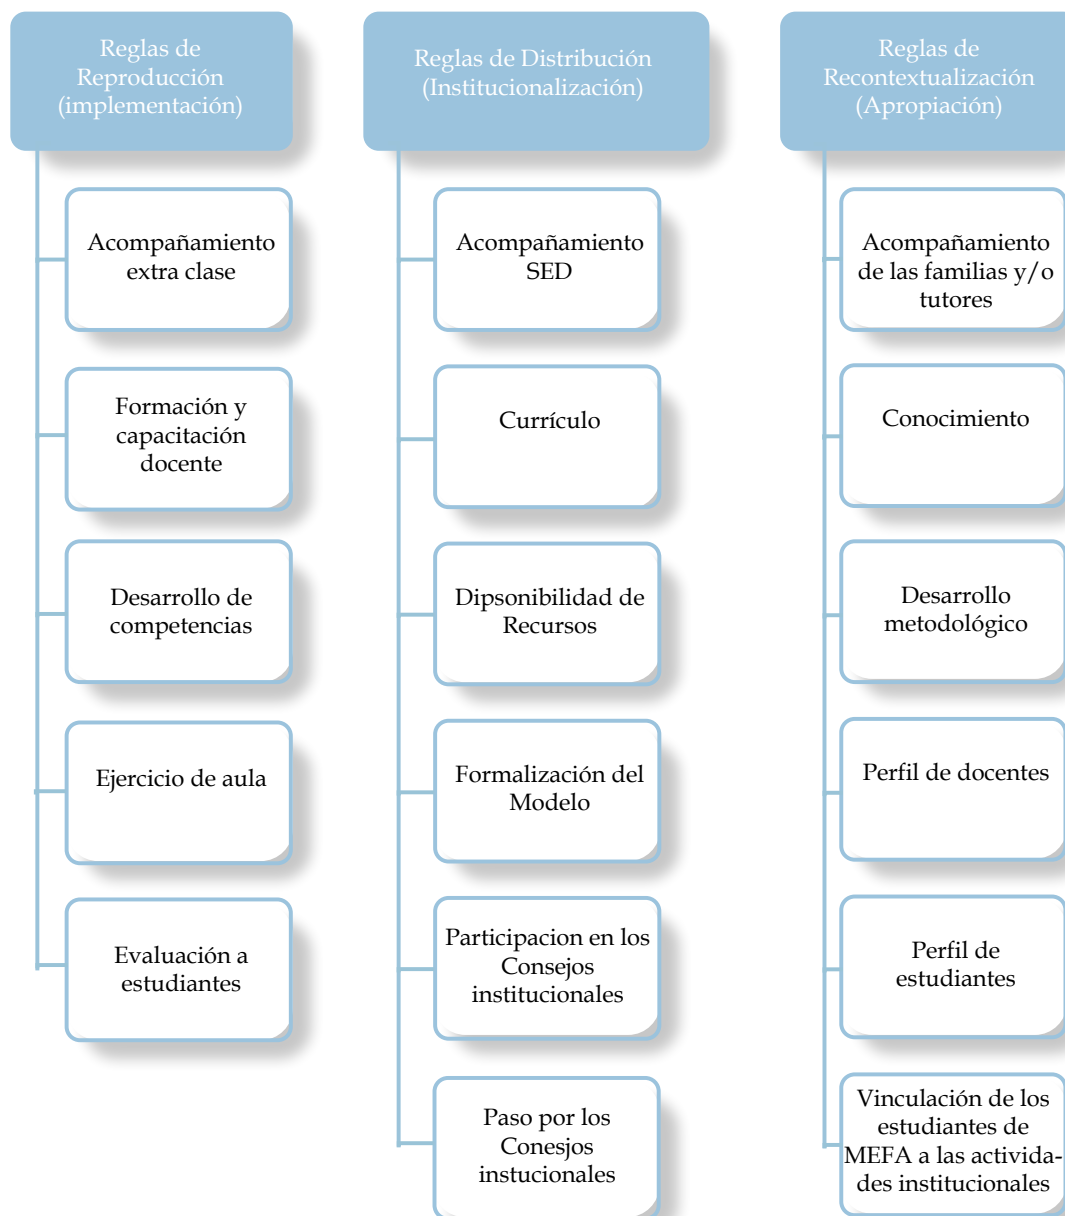 Reglas de
Reproducción
(implementación)
Acompañamiento
extra clase
Formación y
capacitación
docente
Desarrollo de
competencias
Ejercicio de aula
Evaluación a
estudiantes
Reglas de Distribución
(Institucionalización)
Acompañamiento
SED
Currículo
Dipsonibilidad de
Recursos
Formalización del
Modelo
Participacion en los
Consejos
institucionales
Paso por los
Conesjos
instucionales
Reglas de
Recontextualización
(Apropiación)
Acompañamiento
de las familias y/o
tutores
Conocimiento
Desarrollo
metodológico
Perfil de docentes
Perfil de
estudiantes
Vinculación de los
estudiantes de
MEFA a las activida-
des institucionales